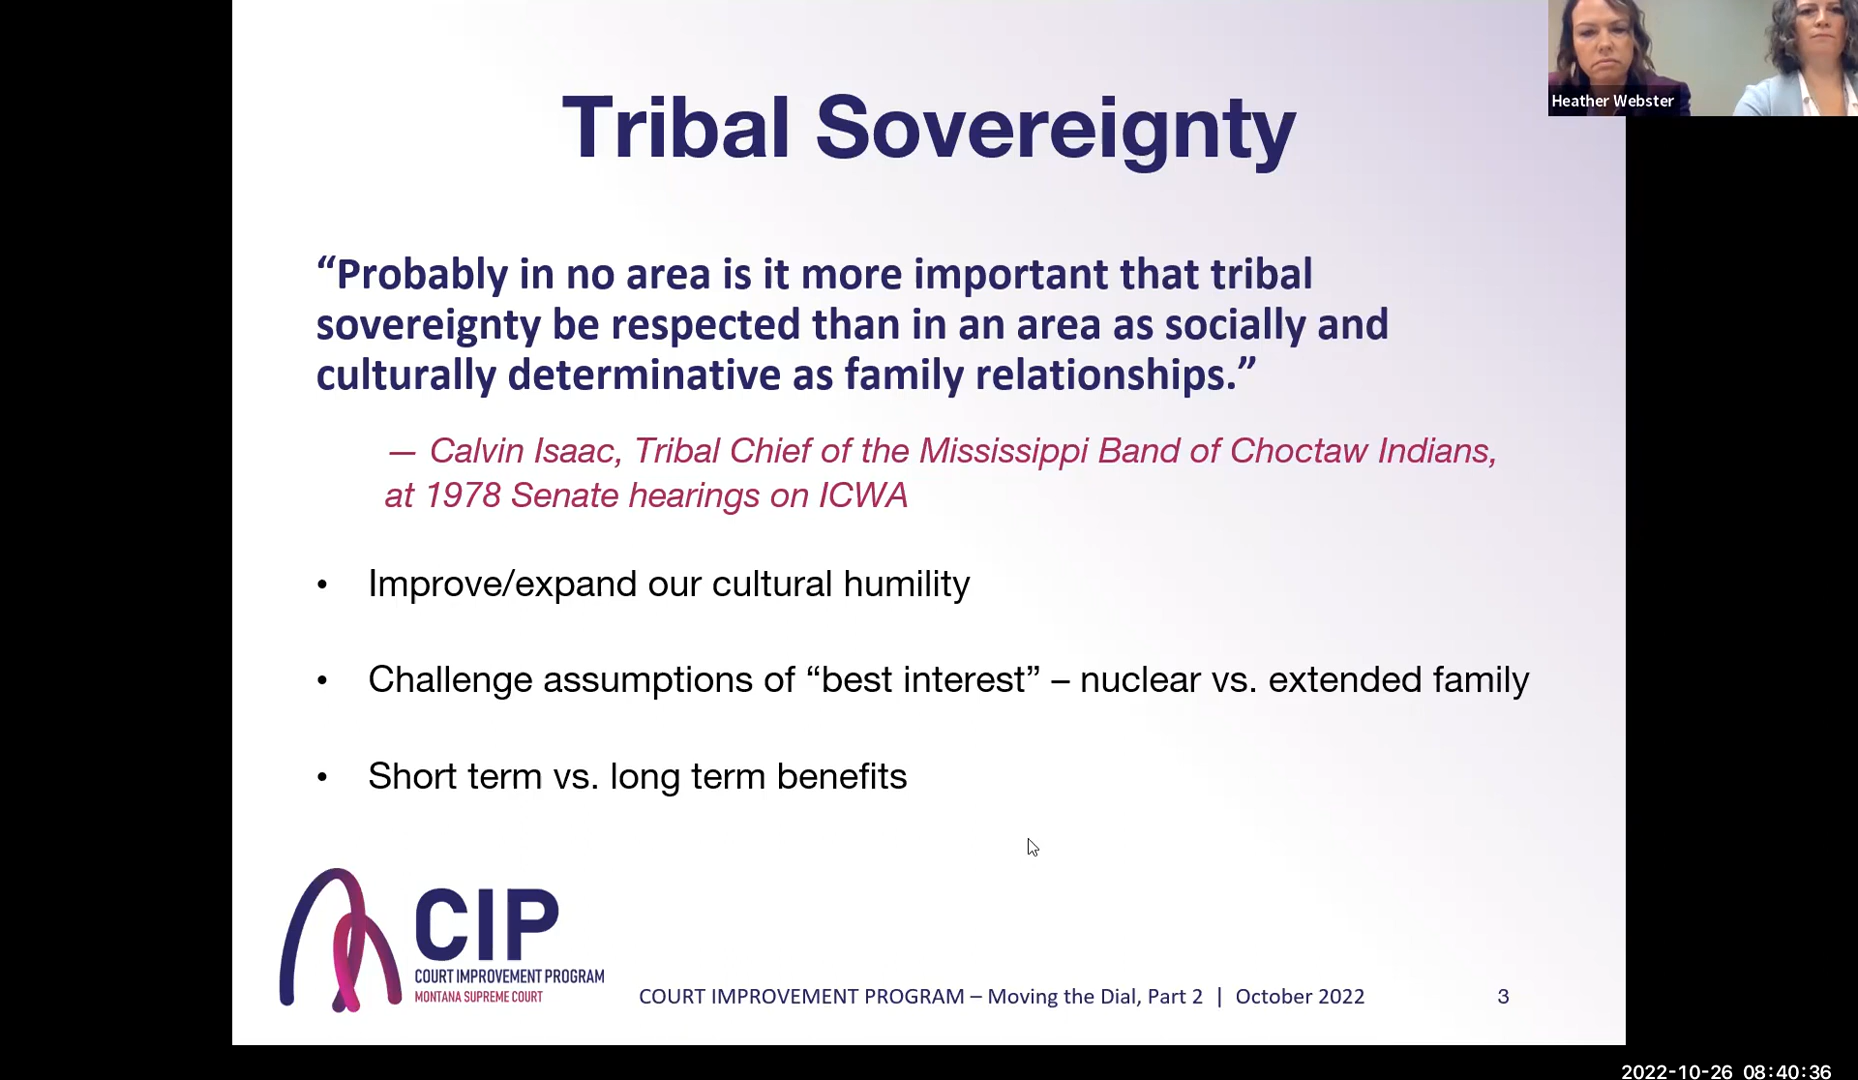 Heather Webster
Tribal Sovereignty
“Probably in no area is it more important that tribal
sovereignty be respected than in an area as socially and
culturally determinative as family relationships.”
— Calvin Isaac, Tribal Chief of the Mississippi Band of Choctaw Indians,
at 1978 Senate hearings on ICWA
• Improve/expand our cultural humility
• Challenge assumptions of “best interest” – nuclear vs. extended family
• Short term vs. long term benefits
CIP
COURT IMPROVEMENT PROGRAM
MONTANA SUPREME COURT
COURT IMPROVEMENT PROGRAM – Moving the Dial, Part 2 | October 2022
3
2022-10-26 08:40:36